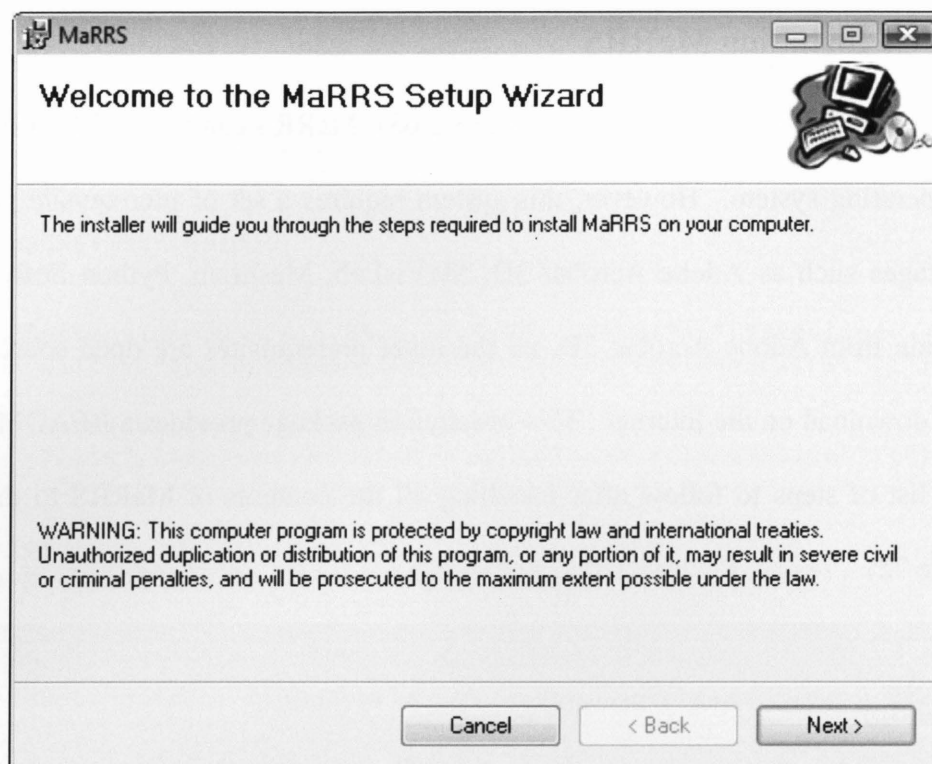 MaRRS
Welcome to the MaRRS Setup Wizard
The installer will guide you through the steps required to install MaRRS on your computer.
WARNING: This computer program is protected by copyright law and international treaties.
Unauthorized duplication or distribution of this program, or any portion of it, may result in severe civil
or criminal penalties, and will be prosecuted to the maximum extent possible under the law.
Cancel
< Back
Next >